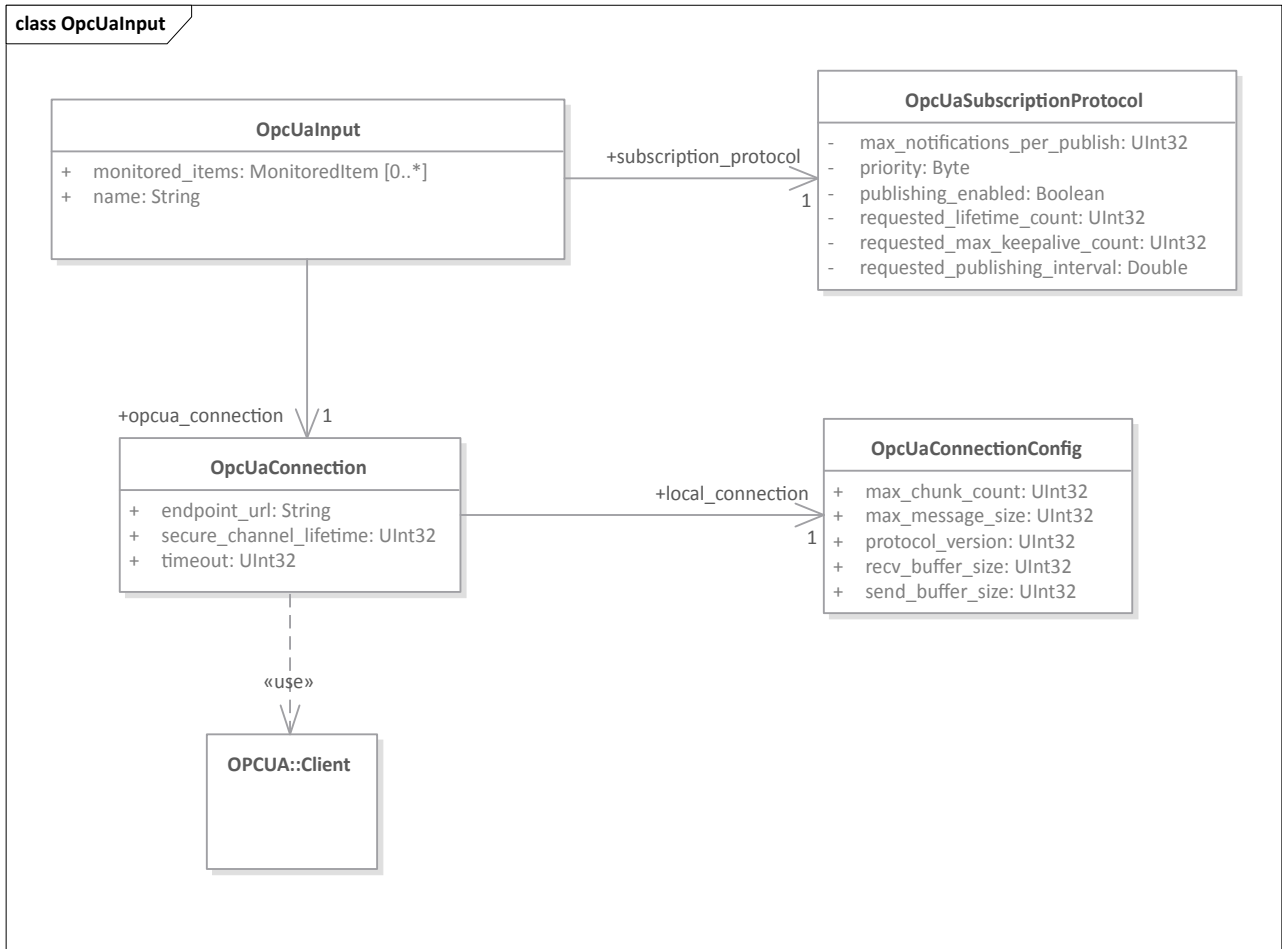 class OpcUaInput
OpcUaInput
+ monitored_items: MonitoredItem [0..*]
+ name: String
+subscription_protocol
1
OpcUaSubscriptionProtocol
- max_notifications_per_publish: UInt32
- priority: Byte
- publishing_enabled: Boolean
- requested_lifetime_count: UInt32
- requested_max_keepalive_count: UInt32
- requested_publishing_interval: Double
+opcua_connection
1
OpcUaConnection
+ endpoint_url: String
+ secure_channel_lifetime: UInt32
+ timeout: UInt32
+local_connection
1
OpcUaConnectionConfig
+ max_chunk_count: UInt32
+ max_message_size: UInt32
+ protocol_version: UInt32
+ recv_buffer_size: UInt32
+ send_buffer_size: UInt32
«use»
OPCUA::Client